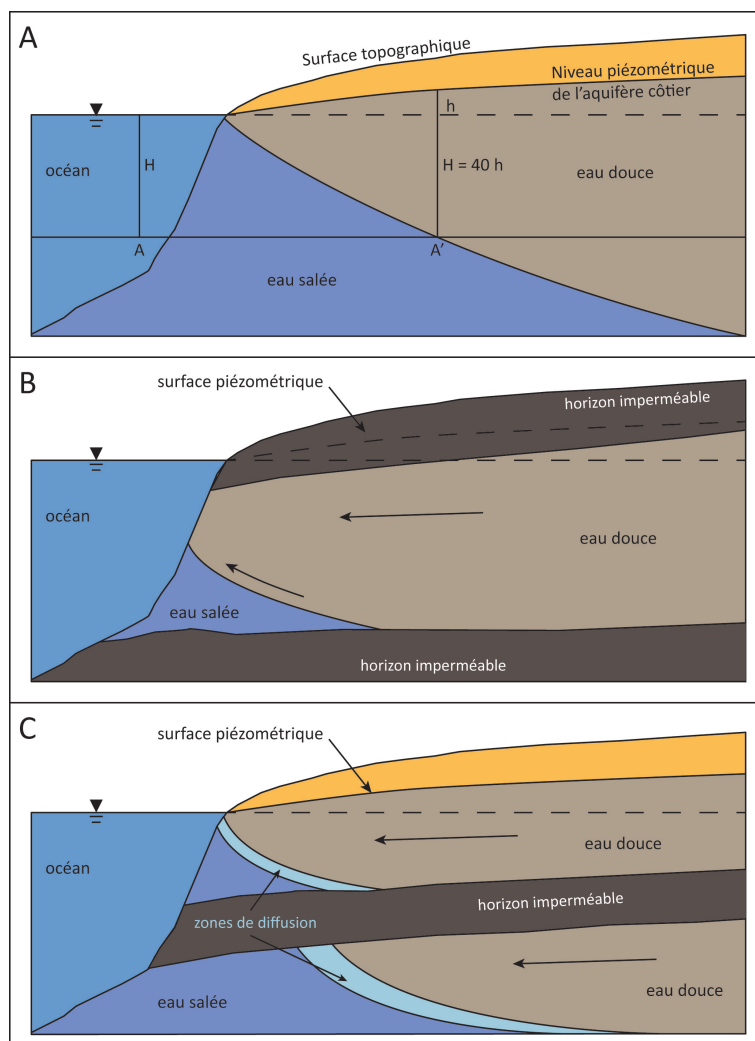 A
Surface topographique
Niveau piézométrique
de l'aquifère côtier
h
océan
H
H = 40 h
eau douce
A
A'
eau salée
B
surface piézométrique
horizon imperméable
océan
eau douce
eau salée
horizon imperméable
C
surface piézométrique
océan
eau douce
horizon imperméable
zones de diffusion
eau salée
eau douce